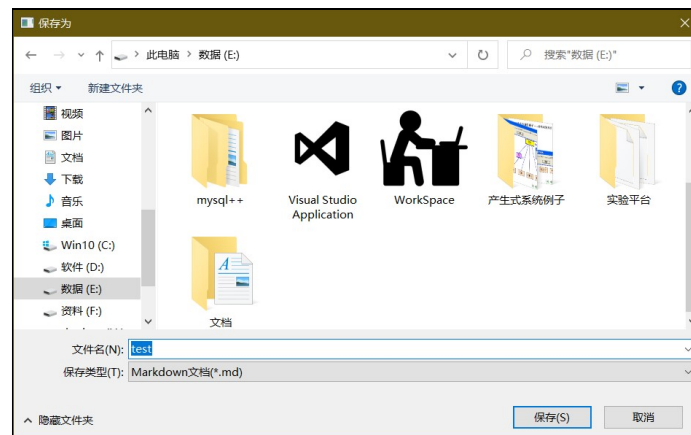 保存为
此电脑 › 数据 (E:)
搜索"数据 (E:)"
组织
新建文件夹
视频
图片
文档
下载
音乐
桌面
Win10 (C:)
软件 (D:)
数据 (E:)
资料 (F:)
mysql++
Visual Studio
Application
WorkSpace
产生式系统例子
实验平台
文档
文件名(N): test
保存类型(T): Markdown文档(*.md)
隐藏文件夹
保存(S)
取消